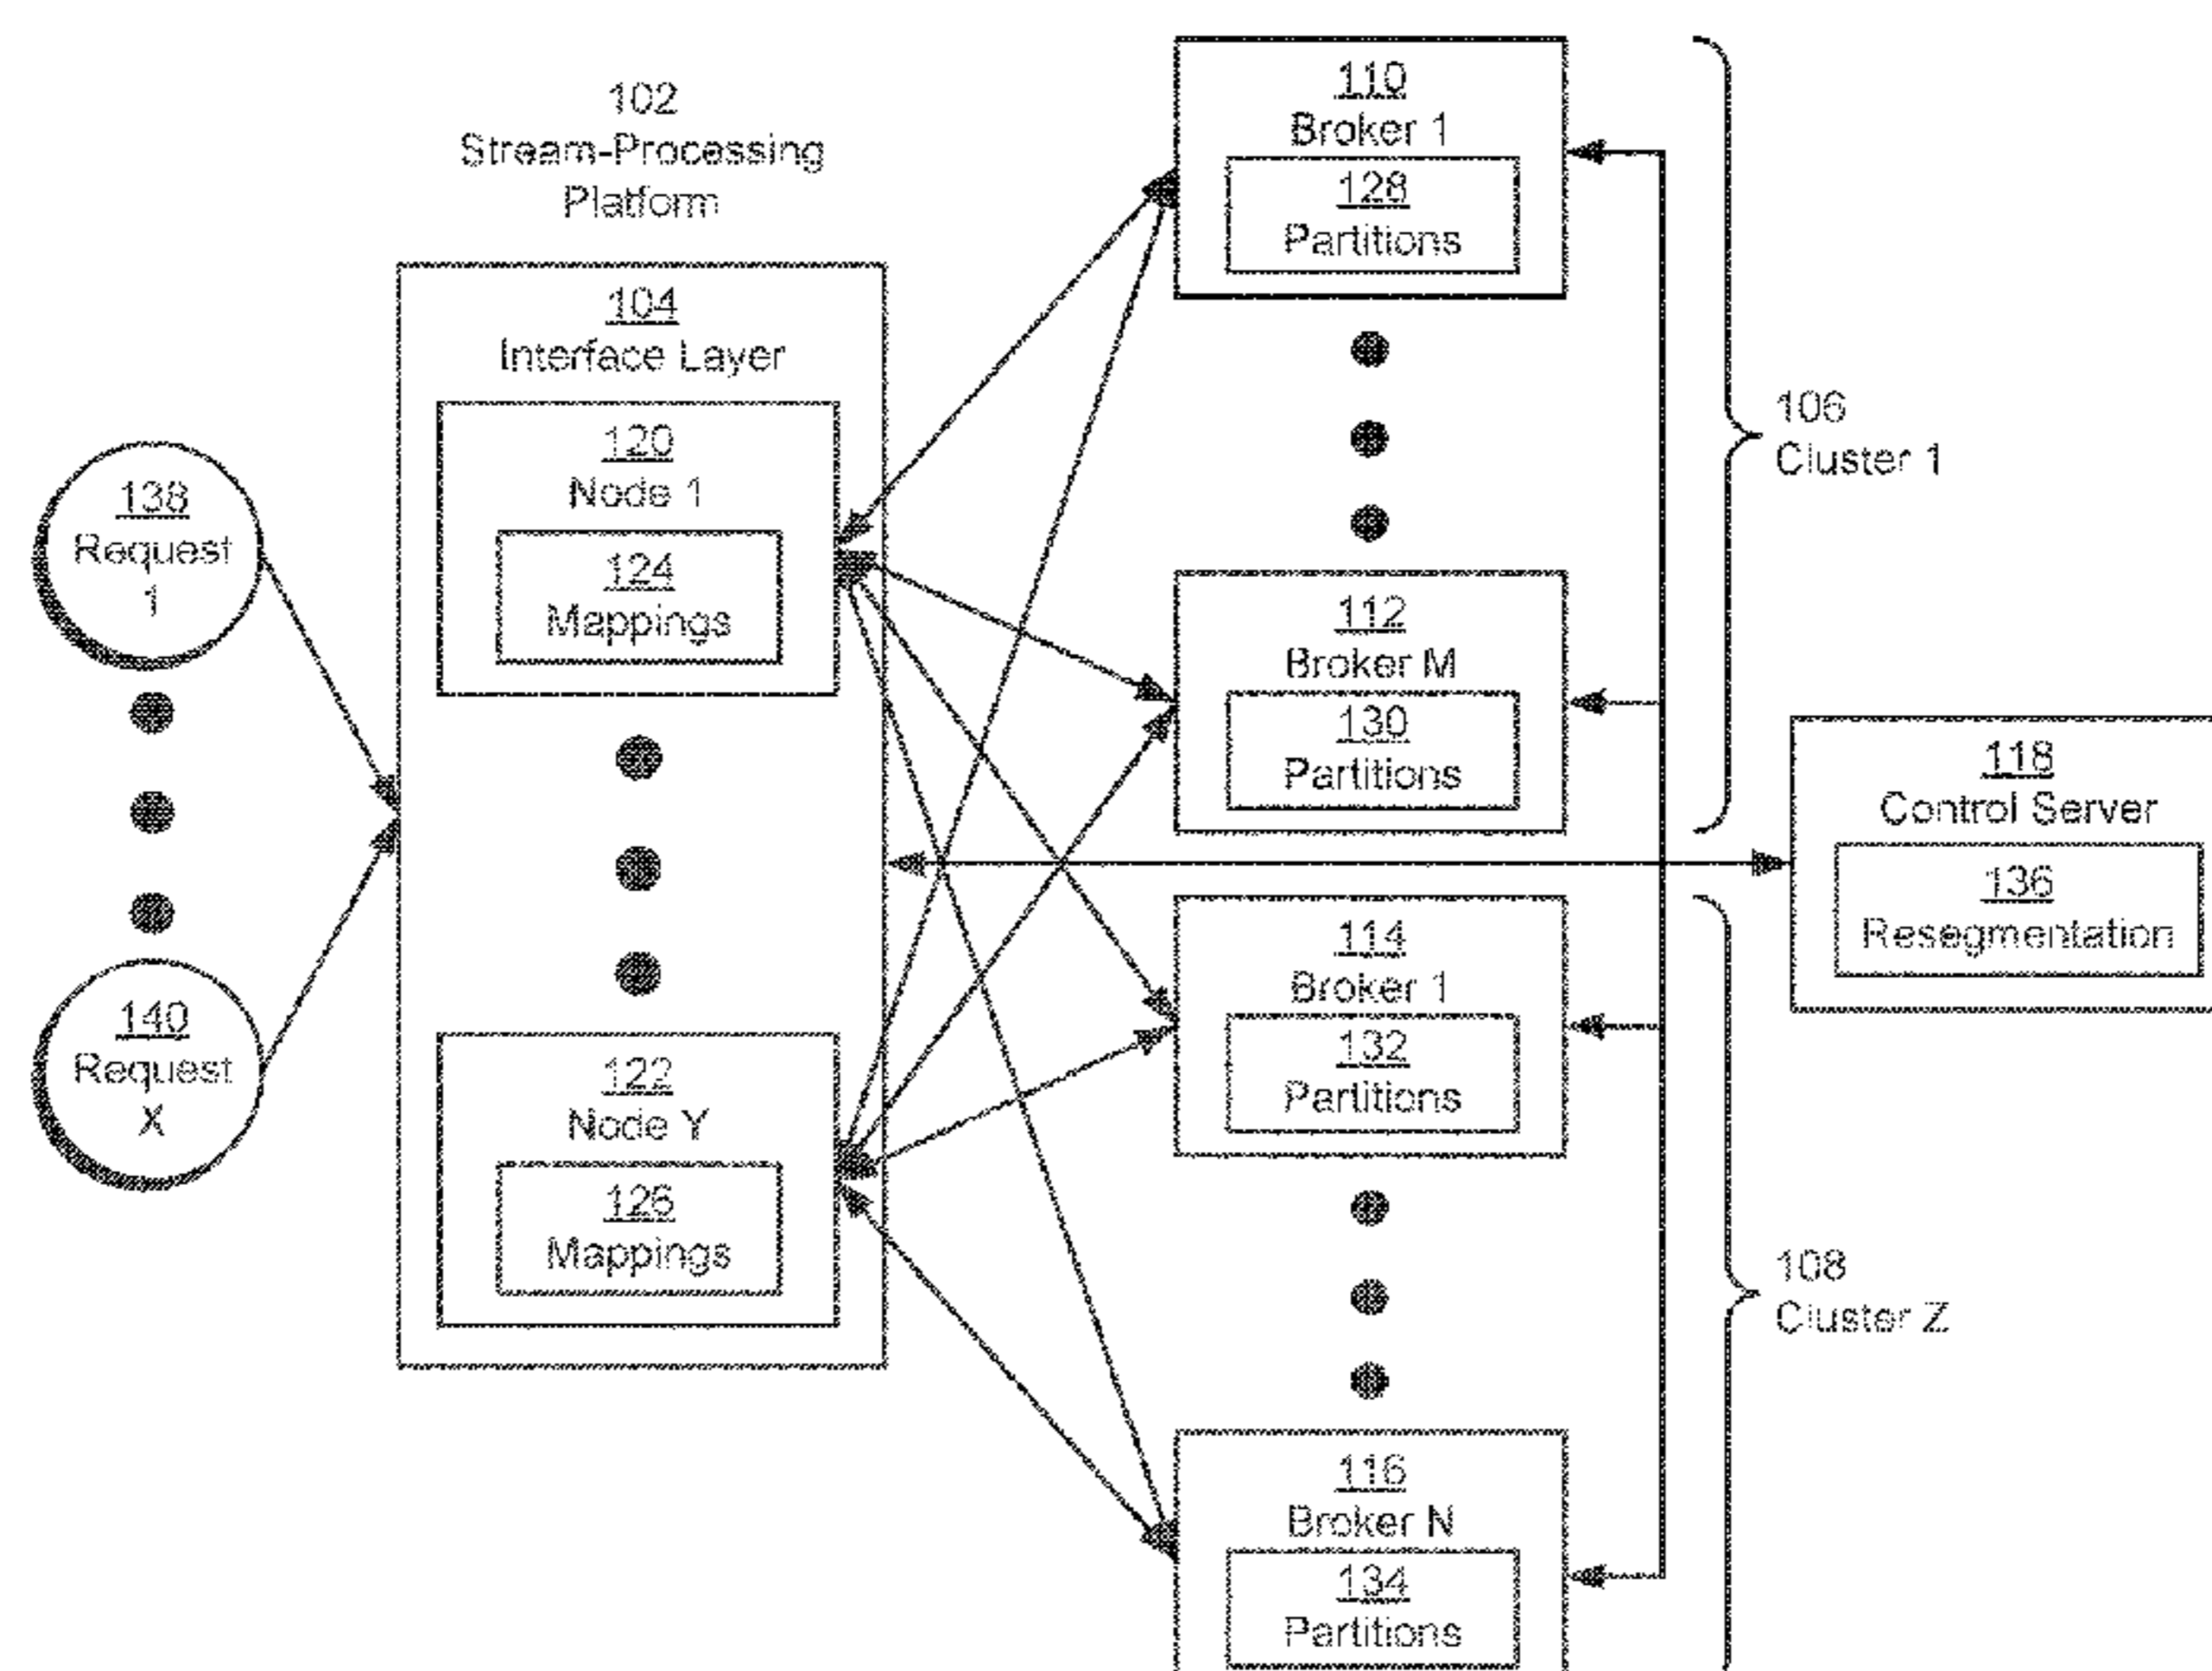 102
Stream-Processing
Platform
104
Interface Layer
120
Node 1
124
Mappings
122
Node Y
126
Mappings
138
Request
1
140
Request
X
110
Broker 1
128
Partitions
112
Broker M
130
Partitions
114
Broker 1
132
Partitions
116
Broker N
134
Partitions
106
Cluster 1
118
Control Server
136
Resegmentation
108
Cluster Z